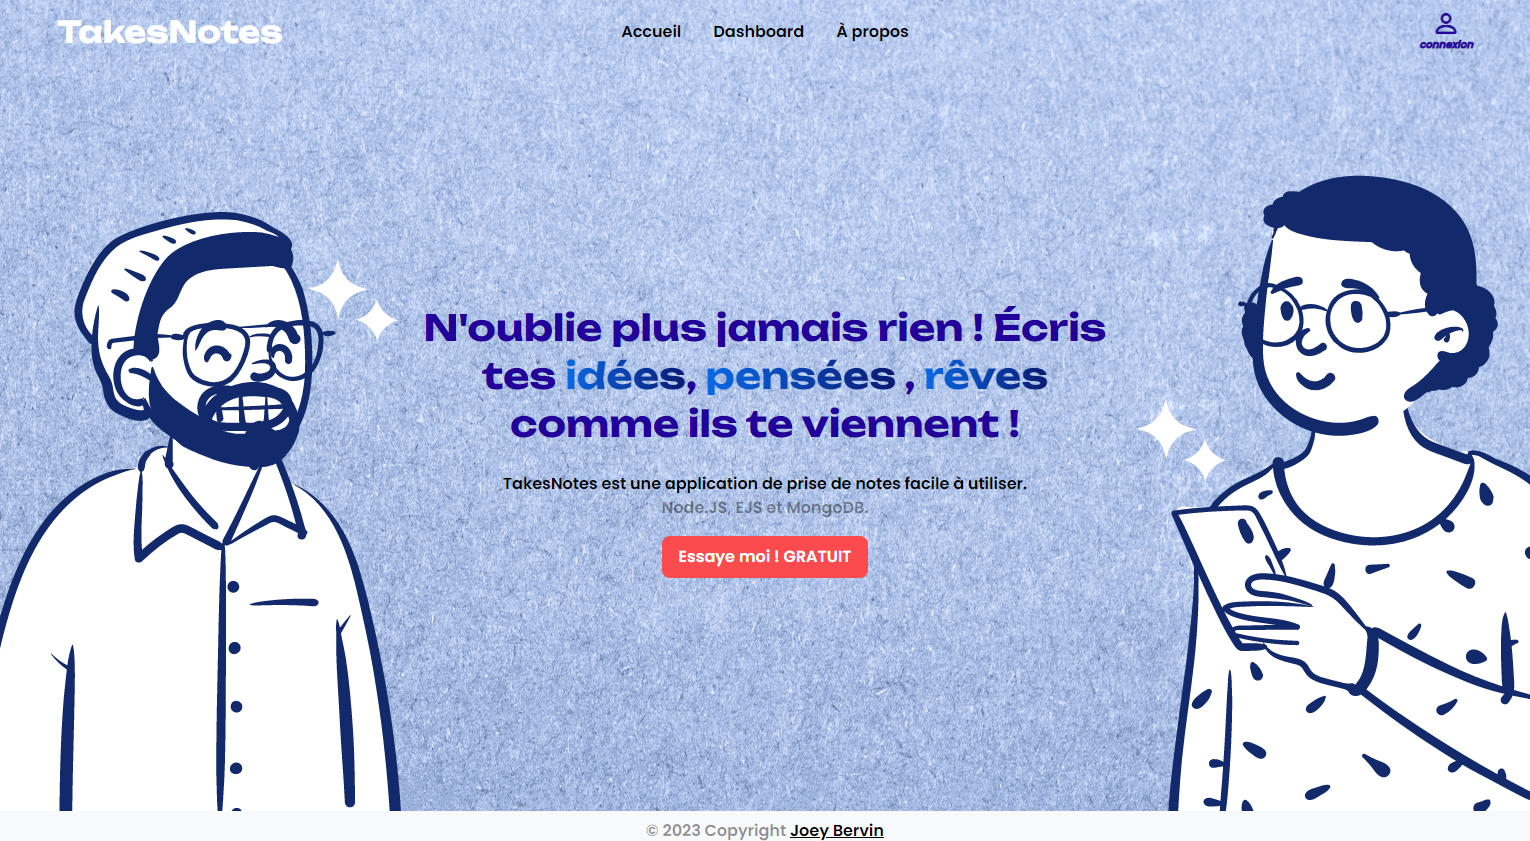 TakesNotes
Accueil Dashboard À propos
connexion
N'oublie plus jamais rien ! Écris
tes idées, pensées , rêves
comme ils te viennent !
TakesNotes est une application de prise de notes facile à utiliser.
Node.JS, EJS et MongoDB.
Essaye moi ! GRATUIT
© 2023 Copyright Joey Bervin